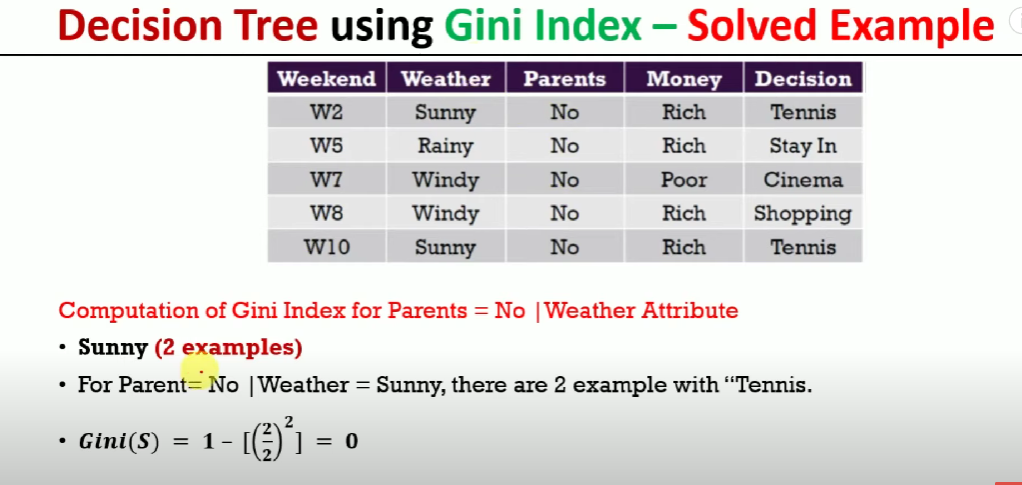 Decision Tree using Gini Index – Solved Example
Weekend Weather Parents Money Decision
W2 Sunny No Rich Tennis
W5 Rainy No Rich Stay In
W7 Windy No Poor Cinema
W8 Windy No Rich Shopping
W10 Sunny No Rich Tennis
Computation of Gini Index for Parents = No |Weather Attribute
• Sunny (2 examples)
• For Parent= No |Weather = Sunny, there are 2 example with “Tennis.
• Gini(S) = 1 – [(2/2)²] = 0